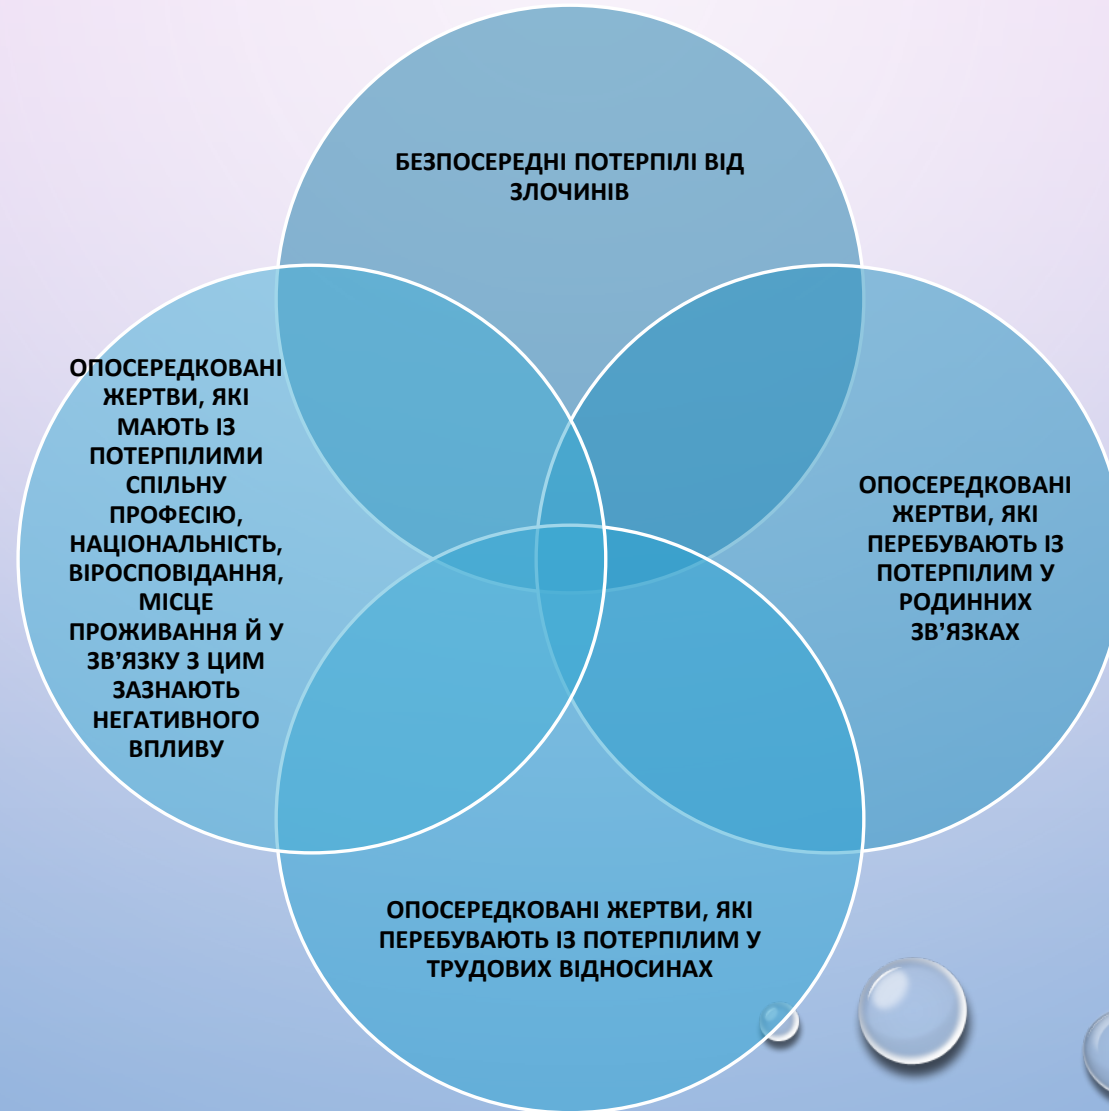 БЕЗПОСЕРЕДНІ ПОТЕРПІЛІ ВІД
ЗЛОЧИНІВ
ОПОСЕРЕДКОВАНІ
ЖЕРТВИ, ЯКІ
МАЮТЬ ІЗ
ПОТЕРПІЛИМИ
СПІЛЬНУ
ПРОФЕСІЮ,
НАЦІОНАЛЬНІСТЬ,
ВІРОСПОВІДАННЯ,
МІСЦЕ
ПРОЖИВАННЯ Й У
ЗВ’ЯЗКУ З ЦИМ
ЗАЗНАЮТЬ
НЕГАТИВНОГО
ВПЛИВУ
ОПОСЕРЕДКОВАНІ
ЖЕРТВИ, ЯКІ
ПЕРЕБУВАЮТЬ ІЗ
ПОТЕРПІЛИМ У
РОДИННИХ
ЗВ’ЯЗКАХ
ОПОСЕРЕДКОВАНІ ЖЕРТВИ, ЯКІ
ПЕРЕБУВАЮТЬ ІЗ ПОТЕРПІЛИМ У
ТРУДОВИХ ВІДНОСИНАХ